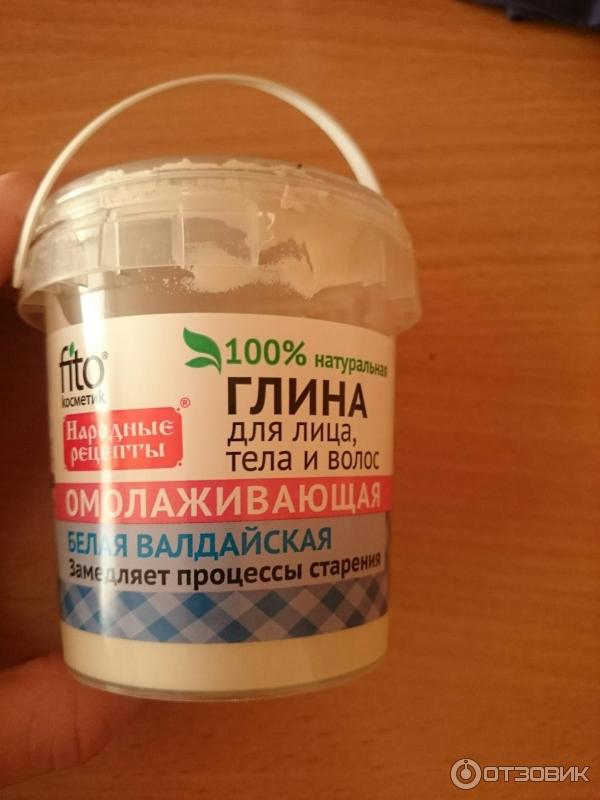 fito®
косметик
Народные®
рецепты
100% натуральная
ГЛИНА
для лица,
тела и волос
ОМОЛАЖИВАЮЩАЯ
БЕЛАЯ ВАЛДАЙСКАЯ
Замедляет процессы старения
ОТЗОВИК